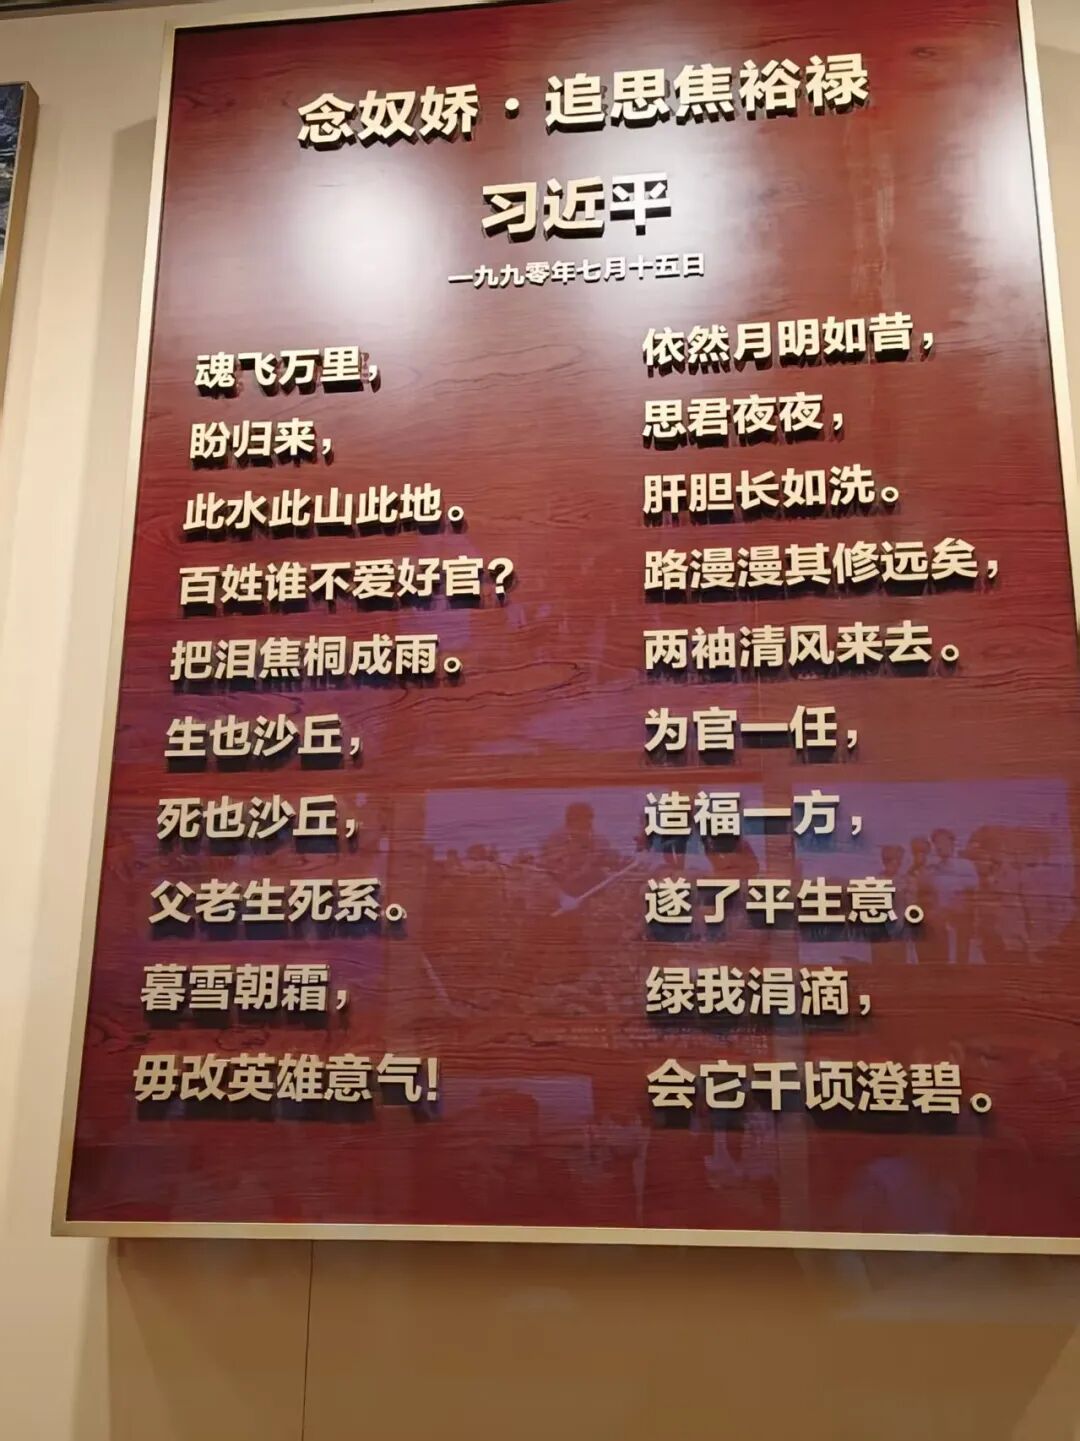 念奴娇·追思焦裕禄
习近平
一九九零年七月十五日
魂飞万里，
盼归来，
此水此山此地。
百姓谁不爱好官？
把泪焦桐成雨。
生也沙丘，
死也沙丘，
父老生死系。
暮雪朝霜，
毋改英雄意气！
依然月明如昔，
思君夜夜，
肝胆长如洗。
路漫漫其修远矣，
两袖清风来去。
为官一任，
造福一方，
遂了平生意。
绿我涓滴，
会它千顷澄碧。